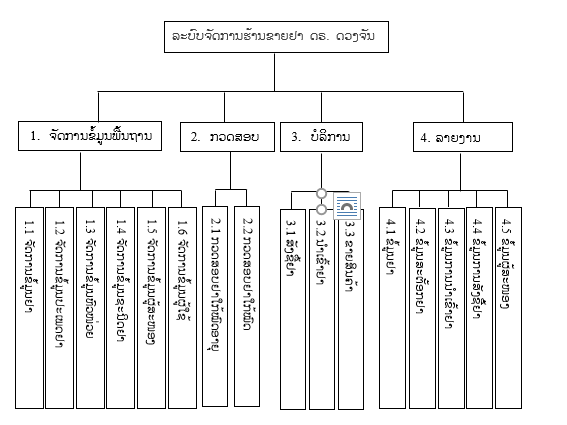 ລະບົບຈັດການຮ້ານຂາຍຢາ ດຣ. ດວງຈັນ
1. ຈັດການຂໍ້ມູນພື້ນຖານ
2. ກວດສອບ
3. ບໍລິການ
4. ລາຍງານ
1.1 ຈັດການຂໍ້ມູນຢາ
1.2 ຈັດການຂໍ້ມູນປະເພດຢາ
1.3 ຈັດການຂໍ້ມູນຫົວໜ່ວຍ
1.4 ຈັດການຂໍ້ມູນຊະນິດຢາ
1.5 ຈັດການຂໍ້ມູນຜູ້ສະໜອງ
1.6 ຈັດການຂໍ້ມູນຜູ້ໃຊ້
2.1 ກວດສອບຢາໃກ້ໝົດອາຍຸ
2.2 ກວດສອບຢາໃກ້ໝົດ
3.1 ສັ່ງຊື້ຢາ
3.2 ນຳເຂົ້າຢາ
3.3 ຂາຍສິນຄ້າ
4.1 ຂໍ້ມູນຢາ
4.2 ຂໍ້ມູນສະຕ໊ອກຢາ
4.3 ຂໍ້ມູນການນຳເຂົ້າຢາ
4.4 ຂໍ້ມູນການສັ່ງຊື້ຢາ
4.5 ຂໍ້ມູນຜູ້ສະໜອງ